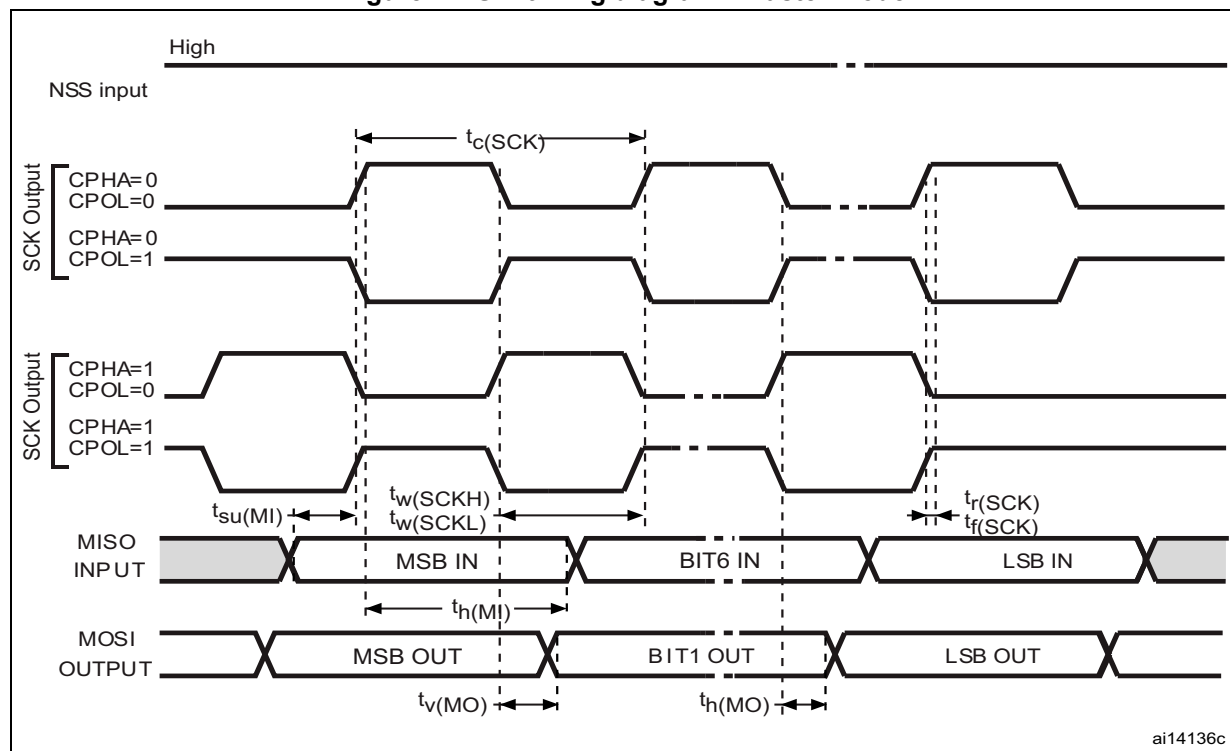 High
NSS input
tc(SCK)
SCK Output
CPHA=0
CPOL=0
CPHA=0
CPOL=1
SCK Output
CPHA=1
CPOL=0
CPHA=1
CPOL=1
tsu(MI)
tw(SCKH)
tw(SCKL)
tr(SCK)
tf(SCK)
MISO
INPUT
MSB IN
BIT6 IN
LSB IN
th(MI)
MOSI
OUTPUT
MSB OUT
BIT1 OUT
LSB OUT
tv(MO)
th(MO)
ai14136c